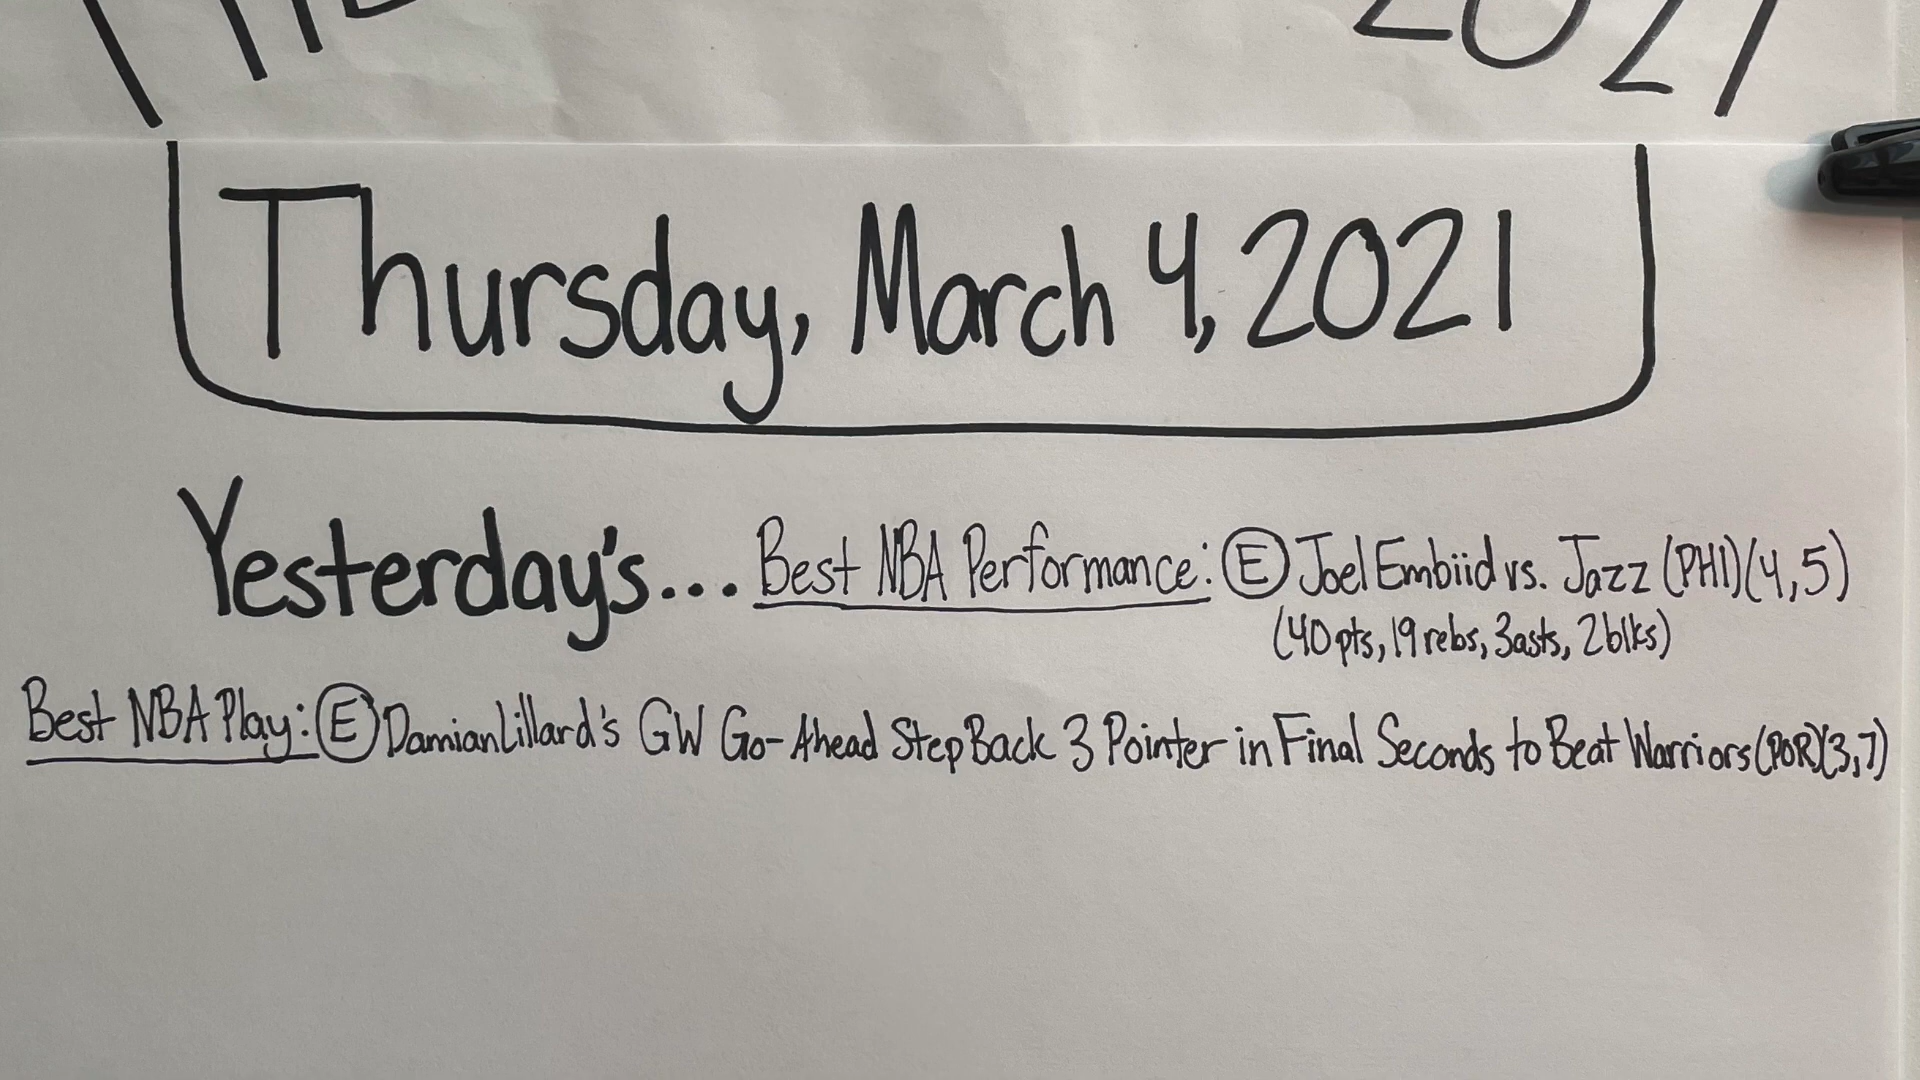 2021
Thursday, March 4, 2021
Yesterday's... Best NBA Performance: Ⓔ Joel Embiid vs. Jazz (PHI)(4,5)
(40 pts, 19 rebs, 3 asts, 2 blks)
Best NBA Play: Ⓔ Damian Lillard's GW Go-Ahead Step Back 3 Pointer in Final Seconds to Beat Warriors (POR)(3,7)